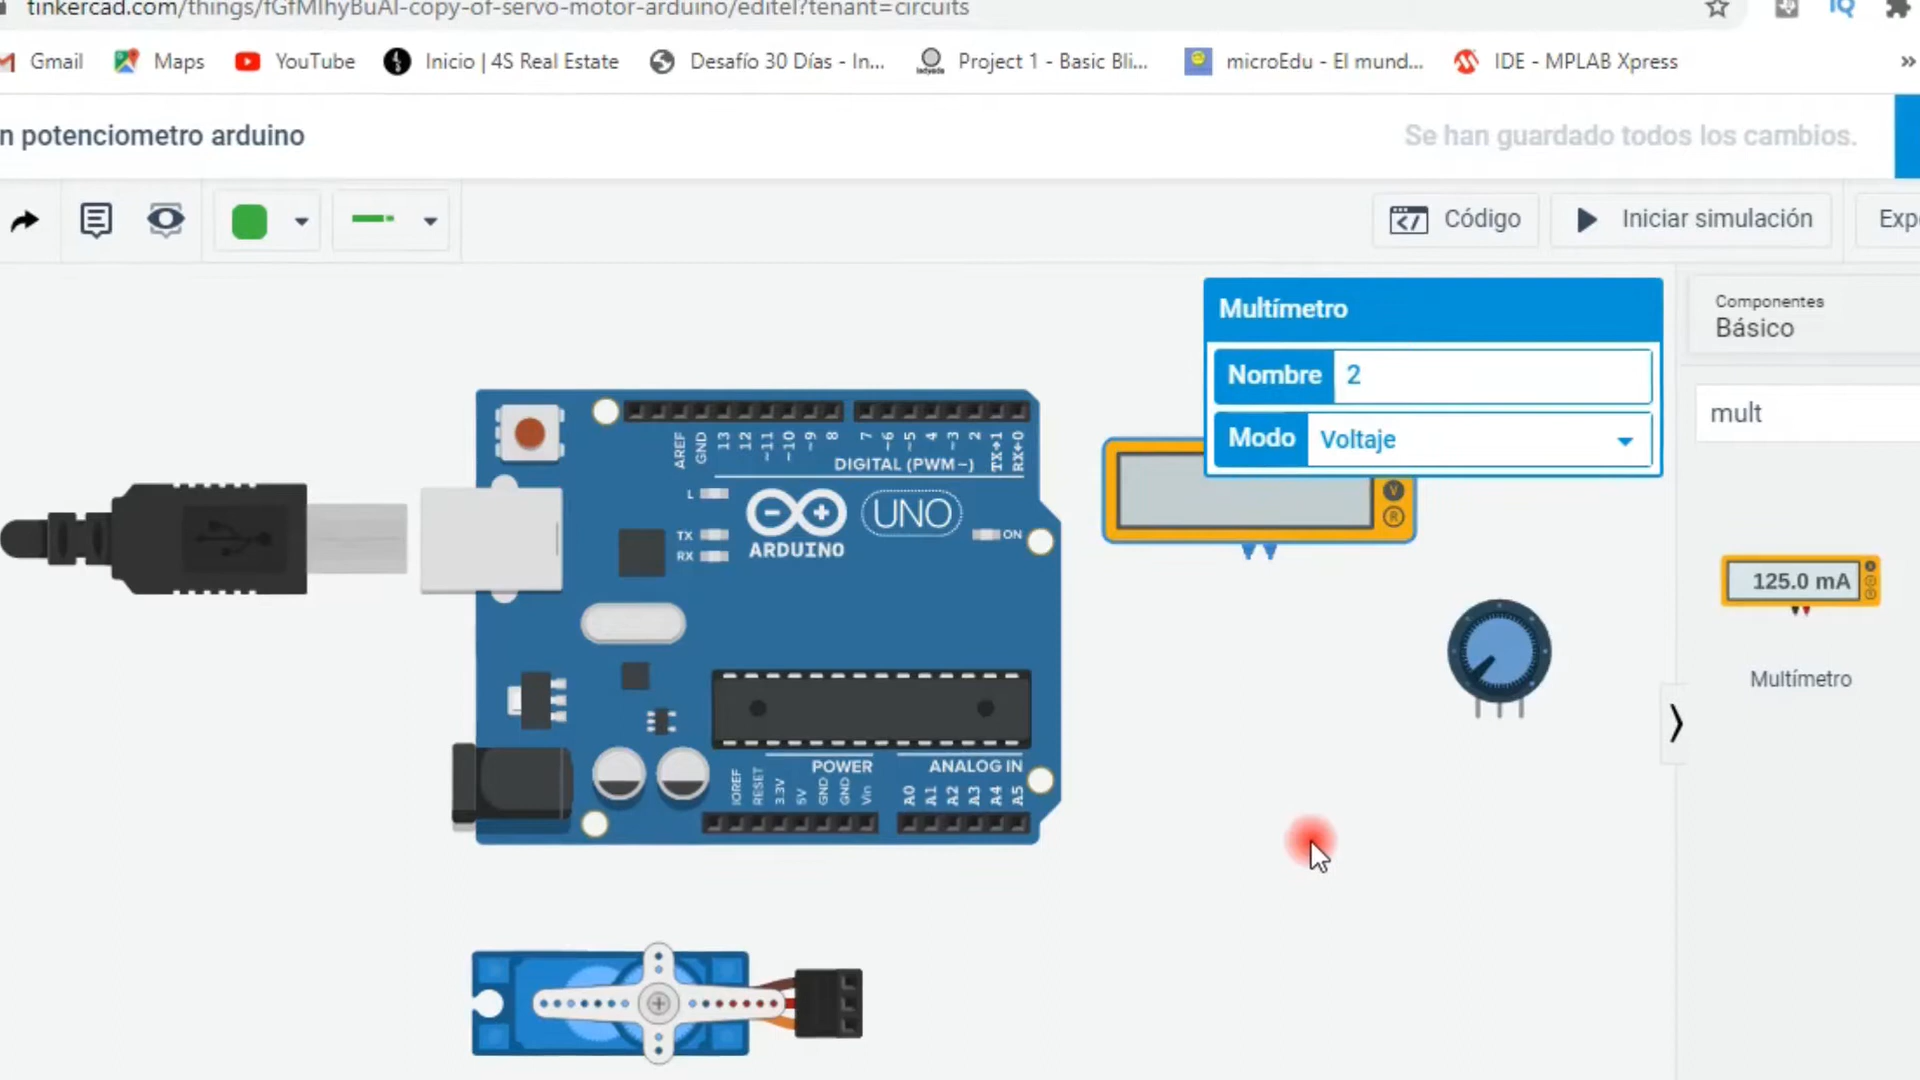 tinkercad.com/things/fGfMlhyBuAl-copy-of-servo-motor-arduino/editel?tenant=circuits
IQ
Gmail
Maps
YouTube
Inicio | 4S Real Estate
Desafío 30 Días - In...
Project 1 - Basic Bli...
microEdu - El mund...
IDE - MPLAB Xpress
»
n potenciometro arduino
Se han guardado todos los cambios.
Código
Iniciar simulación
Exp
Multímetro
Nombre 2
Modo Voltaje
Componentes
Básico
mult
125.0 mA
Multímetro
AREF GND 13 12 ~11 ~10 ~9 8 7 ~6 ~5 4 ~3 2 TX→1 RX←0
DIGITAL (PWM~)
L
TX
RX
ARDUINO
UNO
ON
V
R
POWER
ANALOG IN
IOREF RESET 3.3V 5V GND GND Vin A0 A1 A2 A3 A4 A5